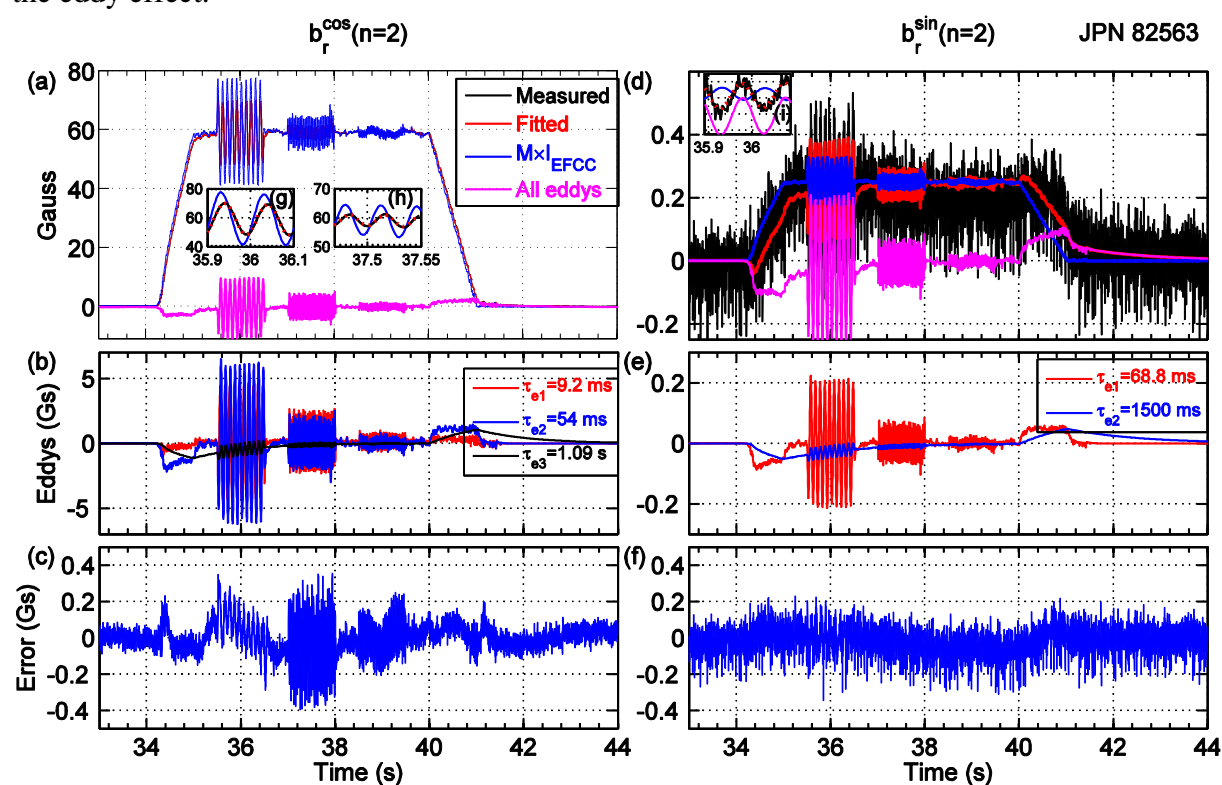 the eddy effect.
b_r^cos(n=2)
b_r^sin(n=2) JPN 82563
(a)
80
60
40
20
0
Gauss
Measured
Fitted
M×I_EFCC
All eddys
(g)
80
60
40
35.9 36 36.1
(h)
70
60
50
37.5 37.55
(d)
0.4
0.2
0
-0.2
(i)
35.9 36
(b)
5
0
-5
Eddys (Gs)
τ_e1=9.2 ms
τ_e2=54 ms
τ_e3=1.09 s
(e)
0.2
0
-0.2
τ_e1=68.8 ms
τ_e2=1500 ms
(c)
0.4
0.2
0
-0.2
-0.4
Error (Gs)
34 36 38 40 42 44
Time (s)
(f)
0.4
0.2
0
-0.2
-0.4
34 36 38 40 42 44
Time (s)